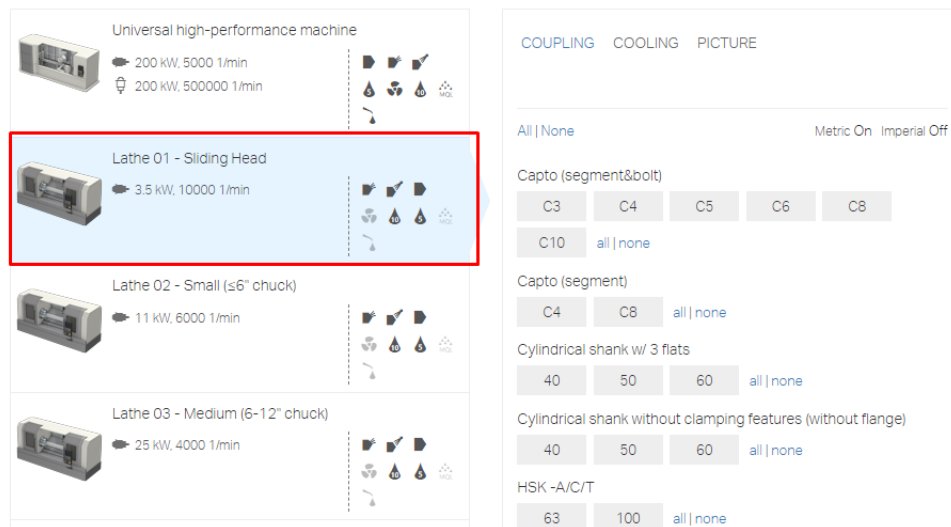 Universal high-performance machine
200 kW, 5000 1/min
200 kW, 500000 1/min
5
10
MQL
Lathe 01 - Sliding Head
3.5 kW, 10000 1/min
10
5
MQL
Lathe 02 - Small (≤6" chuck)
11 kW, 6000 1/min
10
5
MQL
Lathe 03 - Medium (6-12" chuck)
25 kW, 4000 1/min
10
5
MQL
COUPLING COOLING PICTURE
All | None Metric On Imperial Off
Capto (segment&bolt)
C3 C4 C5 C6 C8
C10 all | none
Capto (segment)
C4 C8 all | none
Cylindrical shank w/ 3 flats
40 50 60 all | none
Cylindrical shank without clamping features (without flange)
40 50 60 all | none
HSK -A/C/T
63 100 all | none